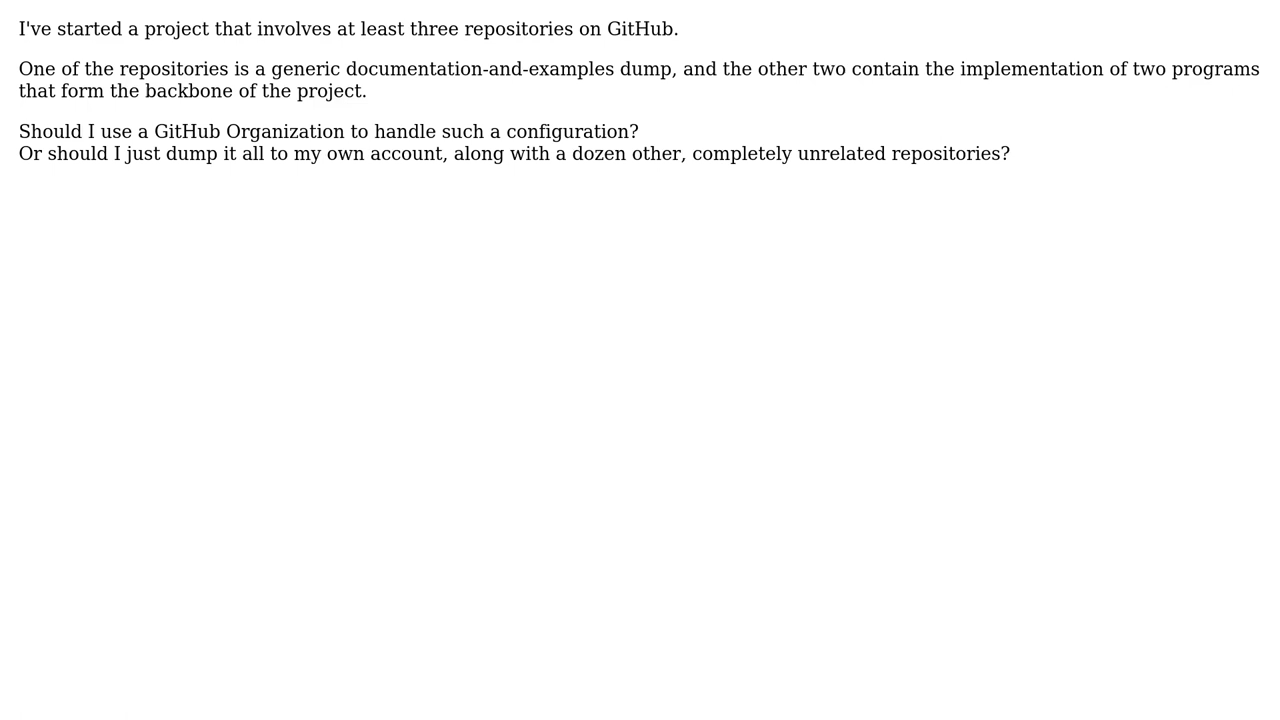 I've started a project that involves at least three repositories on GitHub.
One of the repositories is a generic documentation-and-examples dump, and the other two contain the implementation of two programs
that form the backbone of the project.
Should I use a GitHub Organization to handle such a configuration?
Or should I just dump it all to my own account, along with a dozen other, completely unrelated repositories?